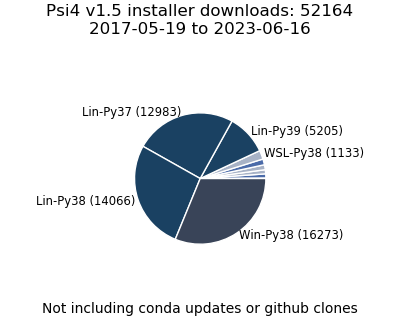 Psi4 v1.5 installer downloads: 52164
2017-05-19 to 2023-06-16
Lin-Py37 (12983)
Lin-Py39 (5205)
WSL-Py38 (1133)
Lin-Py38 (14066)
Win-Py38 (16273)
Not including conda updates or github clones